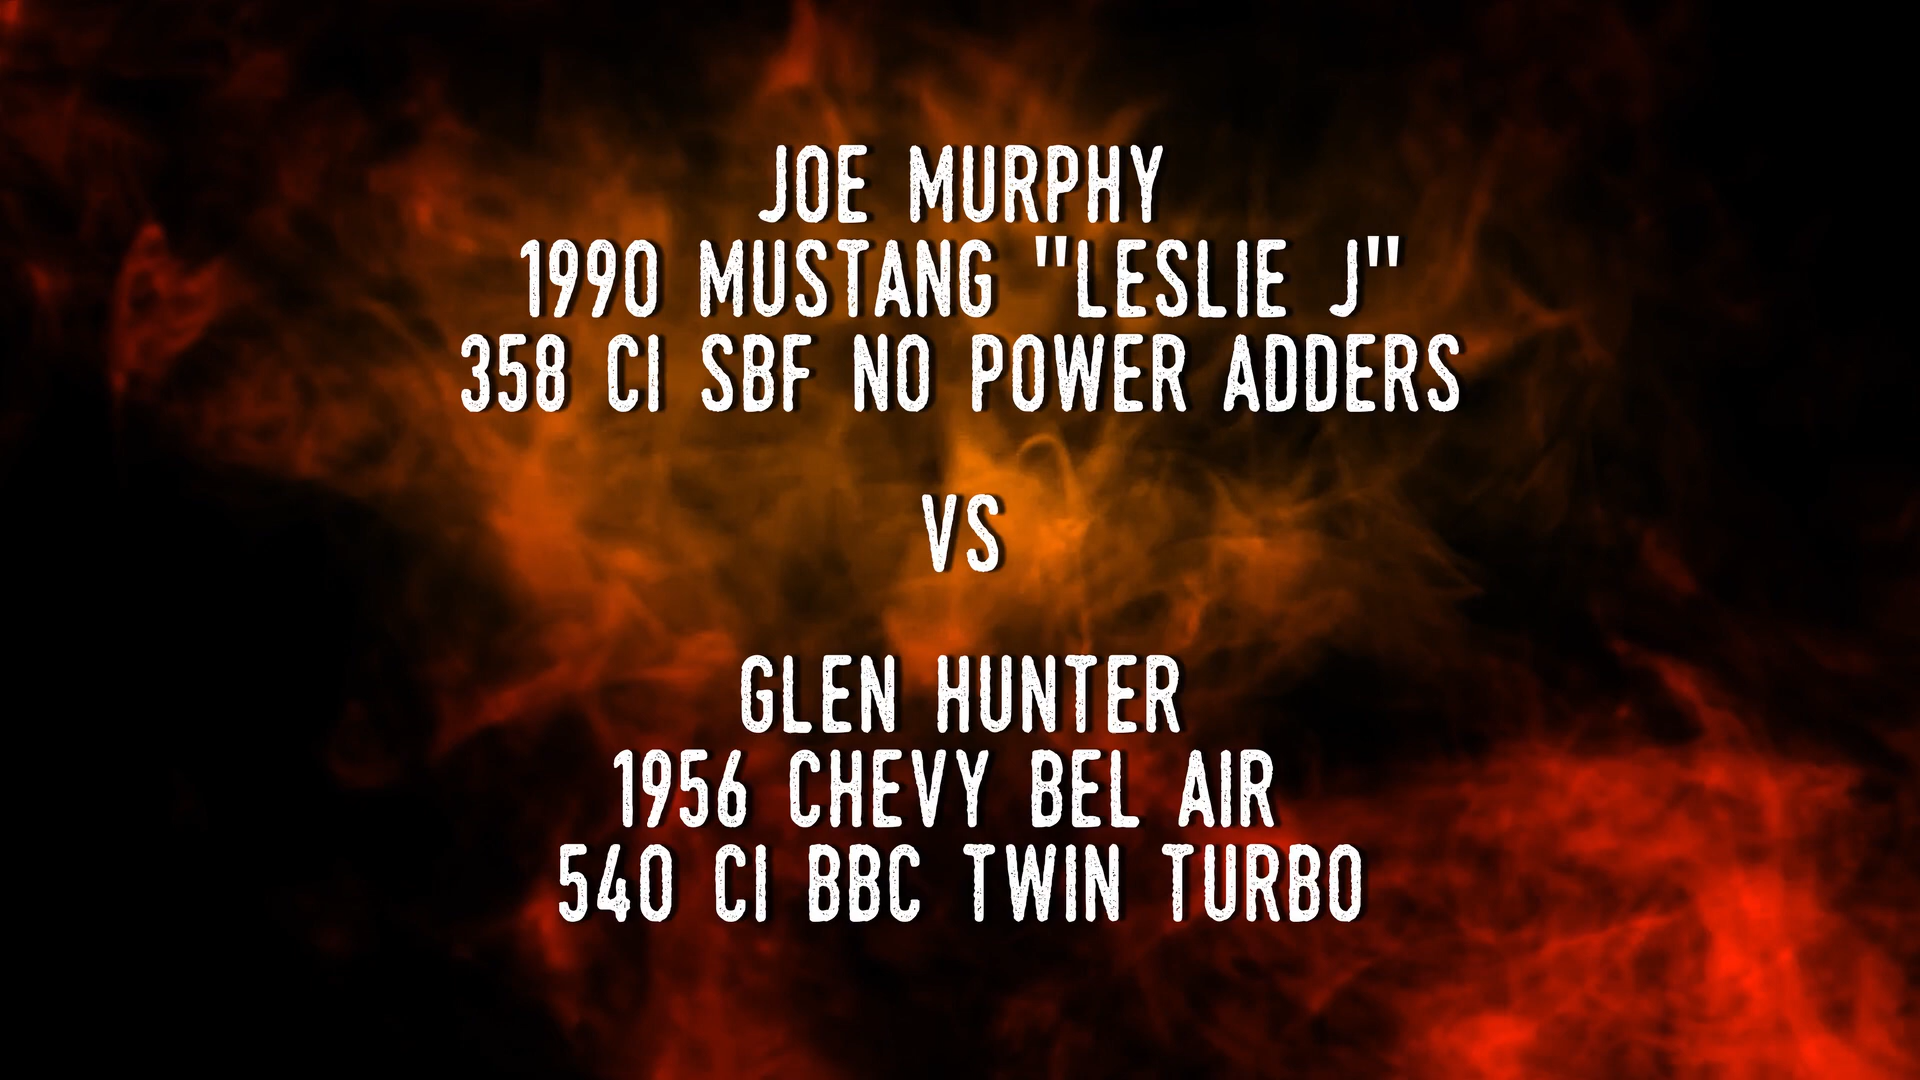 JOE MURPHY
1990 MUSTANG "LESLIE J"
358 CI SBF NO POWER ADDERS
VS
GLEN HUNTER
1956 CHEVY BEL AIR
540 CI BBC TWIN TURBO